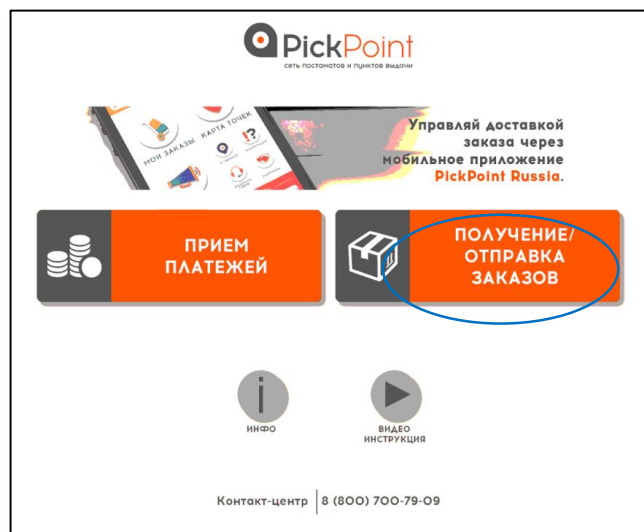 PickPoint
сеть постаматов и пунктов выдачи
Управляй доставкой
заказа через
мобильное приложение
PickPoint Russia.
МОИ ЗАКАЗЫ
КАРТА ТОЧЕК
ПРИЕМ
ПЛАТЕЖЕЙ
ПОЛУЧЕНИЕ/
ОТПРАВКА
ЗАКАЗОВ
ИНФО
ВИДЕО
ИНСТРУКЦИЯ
Контакт-центр
8 (800) 700-79-09